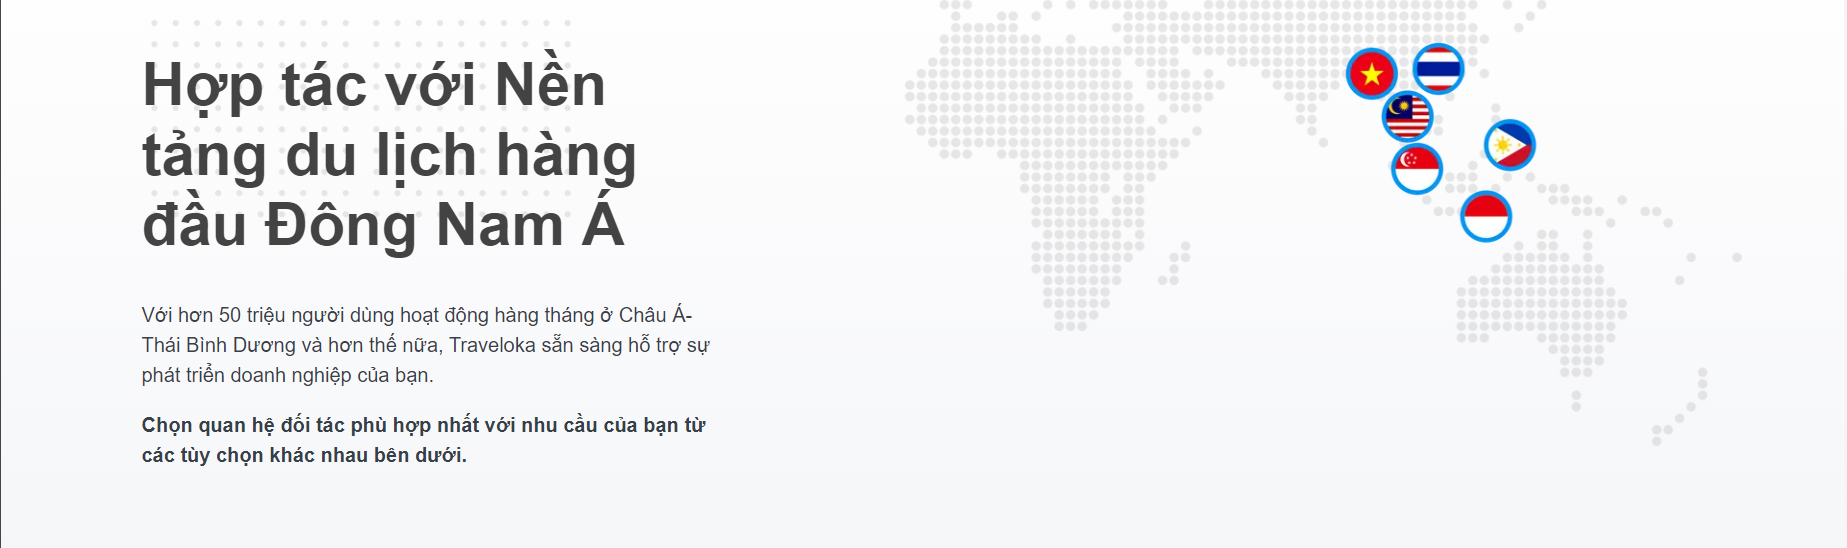 Hợp tác với Nền
tảng du lịch hàng
đầu Đông Nam Á
Với hơn 50 triệu người dùng hoạt động hàng tháng ở Châu Á-
Thái Bình Dương và hơn thế nữa, Traveloka sẵn sàng hỗ trợ sự
phát triển doanh nghiệp của bạn.
Chọn quan hệ đối tác phù hợp nhất với nhu cầu của bạn từ
các tùy chọn khác nhau bên dưới.